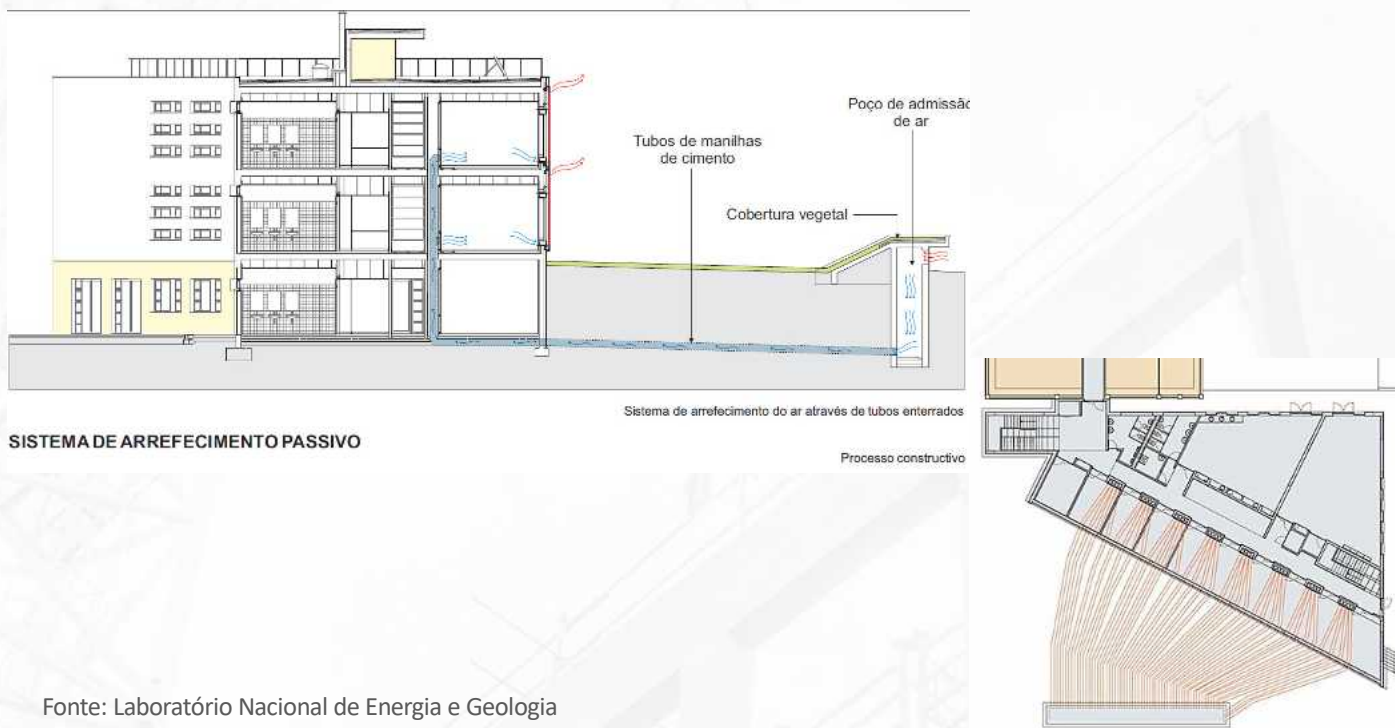 Poço de admissão
de ar
Tubos de manilhas
de cimento
Cobertura vegetal
Sistema de arrefecimento do ar através de tubos enterrados
SISTEMA DE ARREFECIMENTO PASSIVO
Processo constructivo
Fonte: Laboratório Nacional de Energia e Geologia